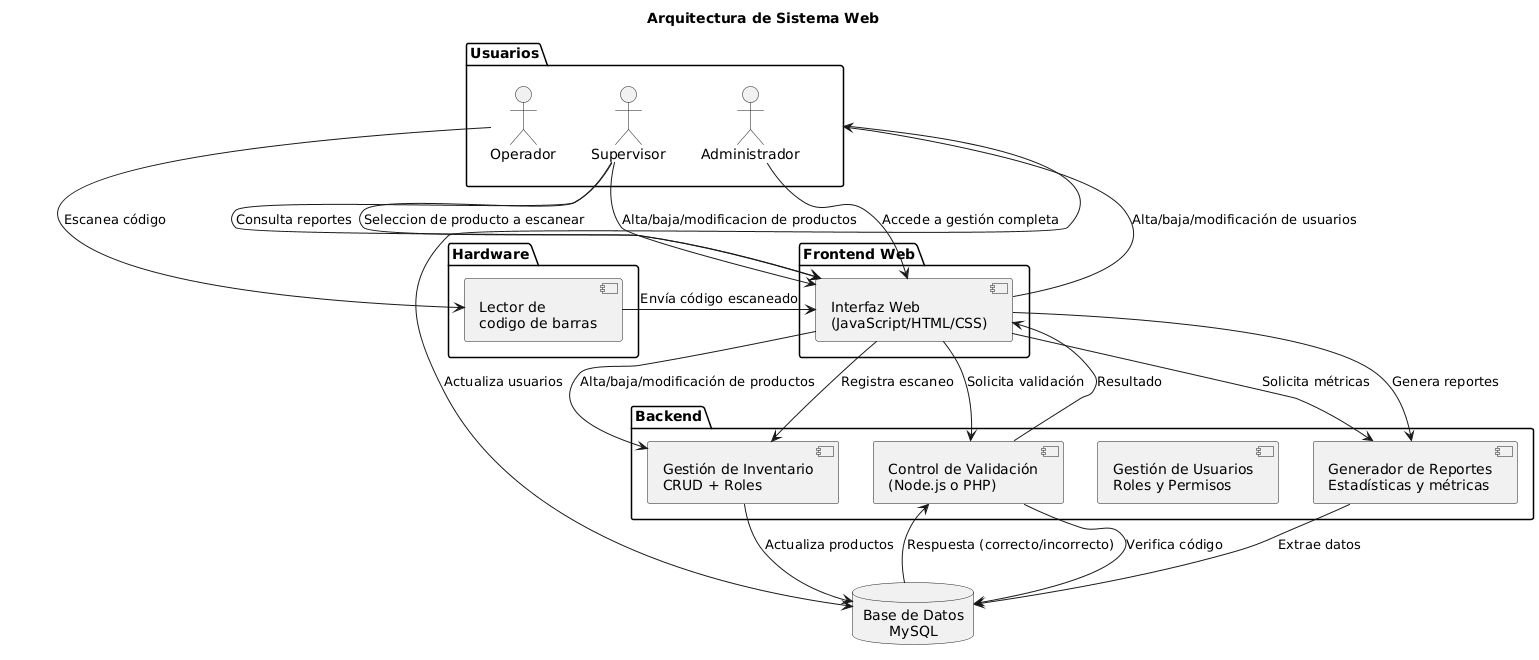 Arquitectura de Sistema Web
Usuarios
Operador
Supervisor
Administrador
Escanea código
Consulta reportes
Seleccion de producto a escanear
Alta/baja/modificacion de productos
Accede a gestión completa
Alta/baja/modificación de usuarios
Hardware
Frontend Web
Lector de
codigo de barras
Envía código escaneado
Interfaz Web
(JavaScript/HTML/CSS)
Actualiza usuarios
Alta/baja/modificación de productos
Registra escaneo
Solicita validación
Resultado
Solicita métricas
Genera reportes
Backend
Gestión de Inventario
CRUD + Roles
Control de Validación
(Node.js o PHP)
Gestión de Usuarios
Roles y Permisos
Generador de Reportes
Estadísticas y métricas
Actualiza productos
Respuesta (correcto/incorrecto)
Verifica código
Extrae datos
Base de Datos
MySQL